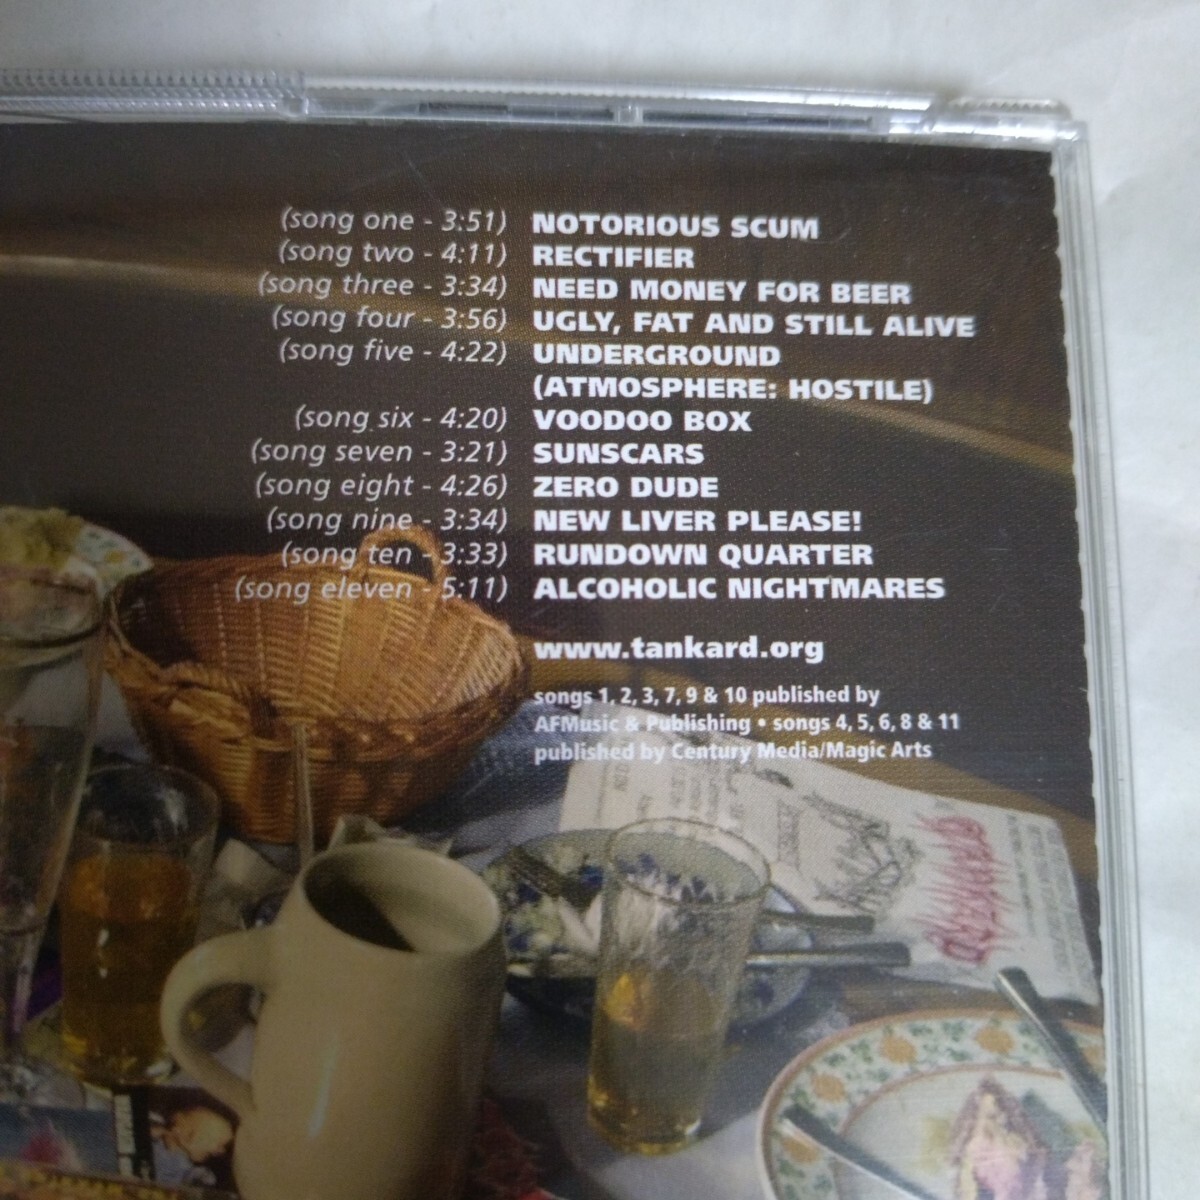 (song one - 3:51) NOTORIOUS SCUM
(song two - 4:11) RECTIFIER
(song three - 3:34) NEED MONEY FOR BEER
(song four - 3:56) UGLY, FAT AND STILL ALIVE
(song five - 4:22) UNDERGROUND
(ATMOSPHERE: HOSTILE)
(song six - 4:20) VOODOO BOX
(song seven - 3:21) SUNSCARS
(song eight - 4:26) ZERO DUDE
(song nine - 3:34) NEW LIVER PLEASE!
(song ten - 3:33) RUNDOWN QUARTER
(song eleven - 5:11) ALCOHOLIC NIGHTMARES
www.tankard.org
songs 1, 2, 3, 7, 9 & 10 published by
AFMusic & Publishing • songs 4, 5, 6, 8 & 11
published by Century Media/Magic Arts